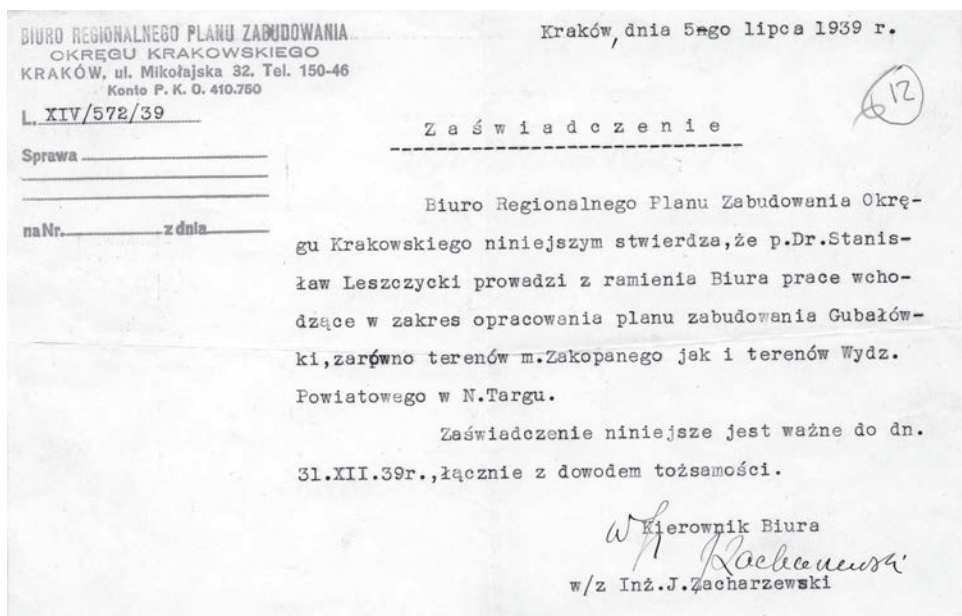 BIURO REGIONALNEGO PLANU ZABUDOWANIA
OKRĘGU KRAKOWSKIEGO
KRAKÓW, ul. Mikołajska 32. Tel. 150-46
Konto P. K. O. 410.750
L. XIV/572/39
Sprawa
na Nr. z dnia
Kraków, dnia 5-go lipca 1939 r.
12
Zaświadczenie
Biuro Regionalnego Planu Zabudowania Okrę-
gu Krakowskiego niniejszym stwierdza,że p.Dr.Stanis-
ław Leszczycki prowadzi z ramienia Biura prace wcho-
dzące w zakres opracowania planu zabudowania Gubałów-
ki,zarówno terenów m.Zakopanego jak i terenów Wydz.
Powiatowego w N.Targu.
Zaświadczenie niniejsze jest ważne do dn.
31.XII.39r.,łącznie z dowodem tożsamości.
Kierownik Biura
w/z Inż.J.Zacharzewski